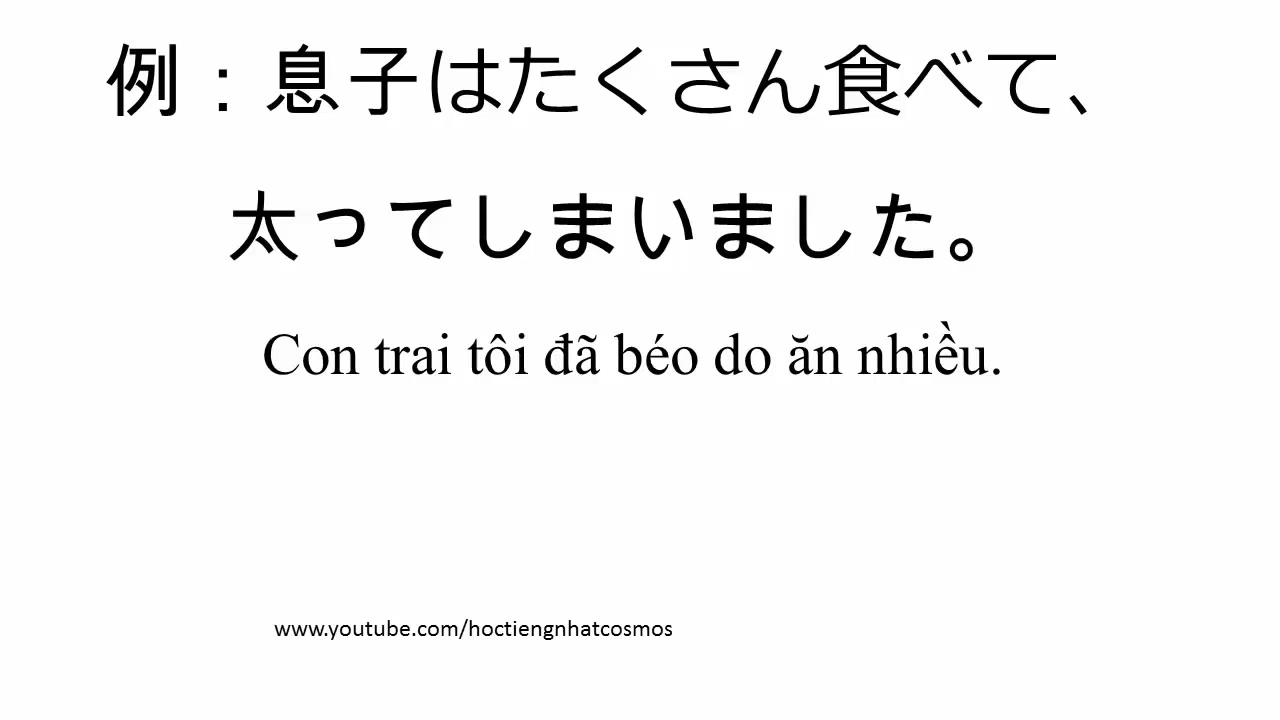 例：息子はたくさん食べて、
太ってしまいました。
Con trai tôi đã béo do ăn nhiều.
www.youtube.com/hoctiengnhatcosmos